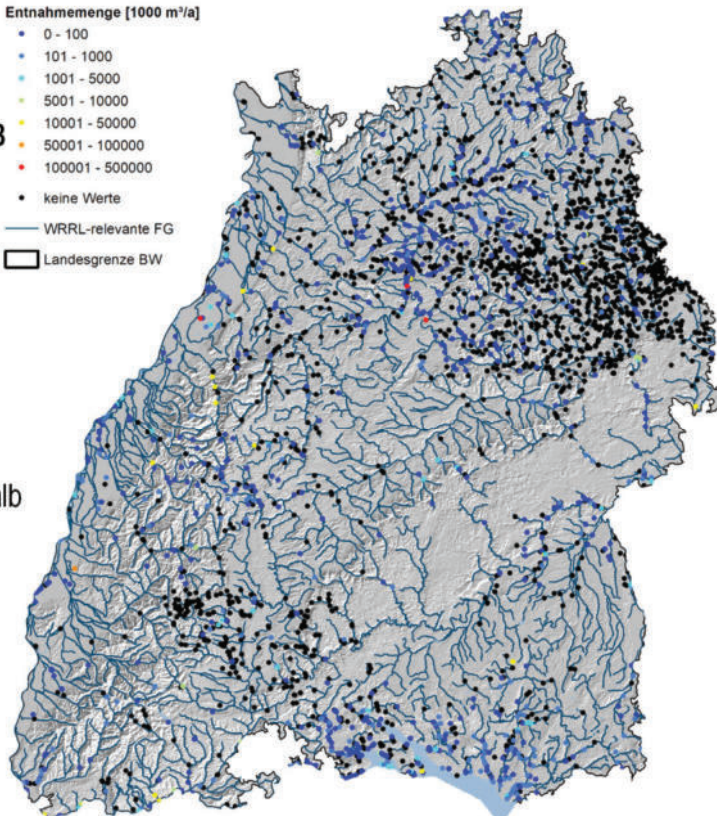 Entnahmemenge [1000 m³/a]
0 - 100
101 - 1000
1001 - 5000
5001 - 10000
10001 - 50000
50001 - 100000
100001 - 500000
keine Werte
WRRL-relevante FG
Landesgrenze BW
lb